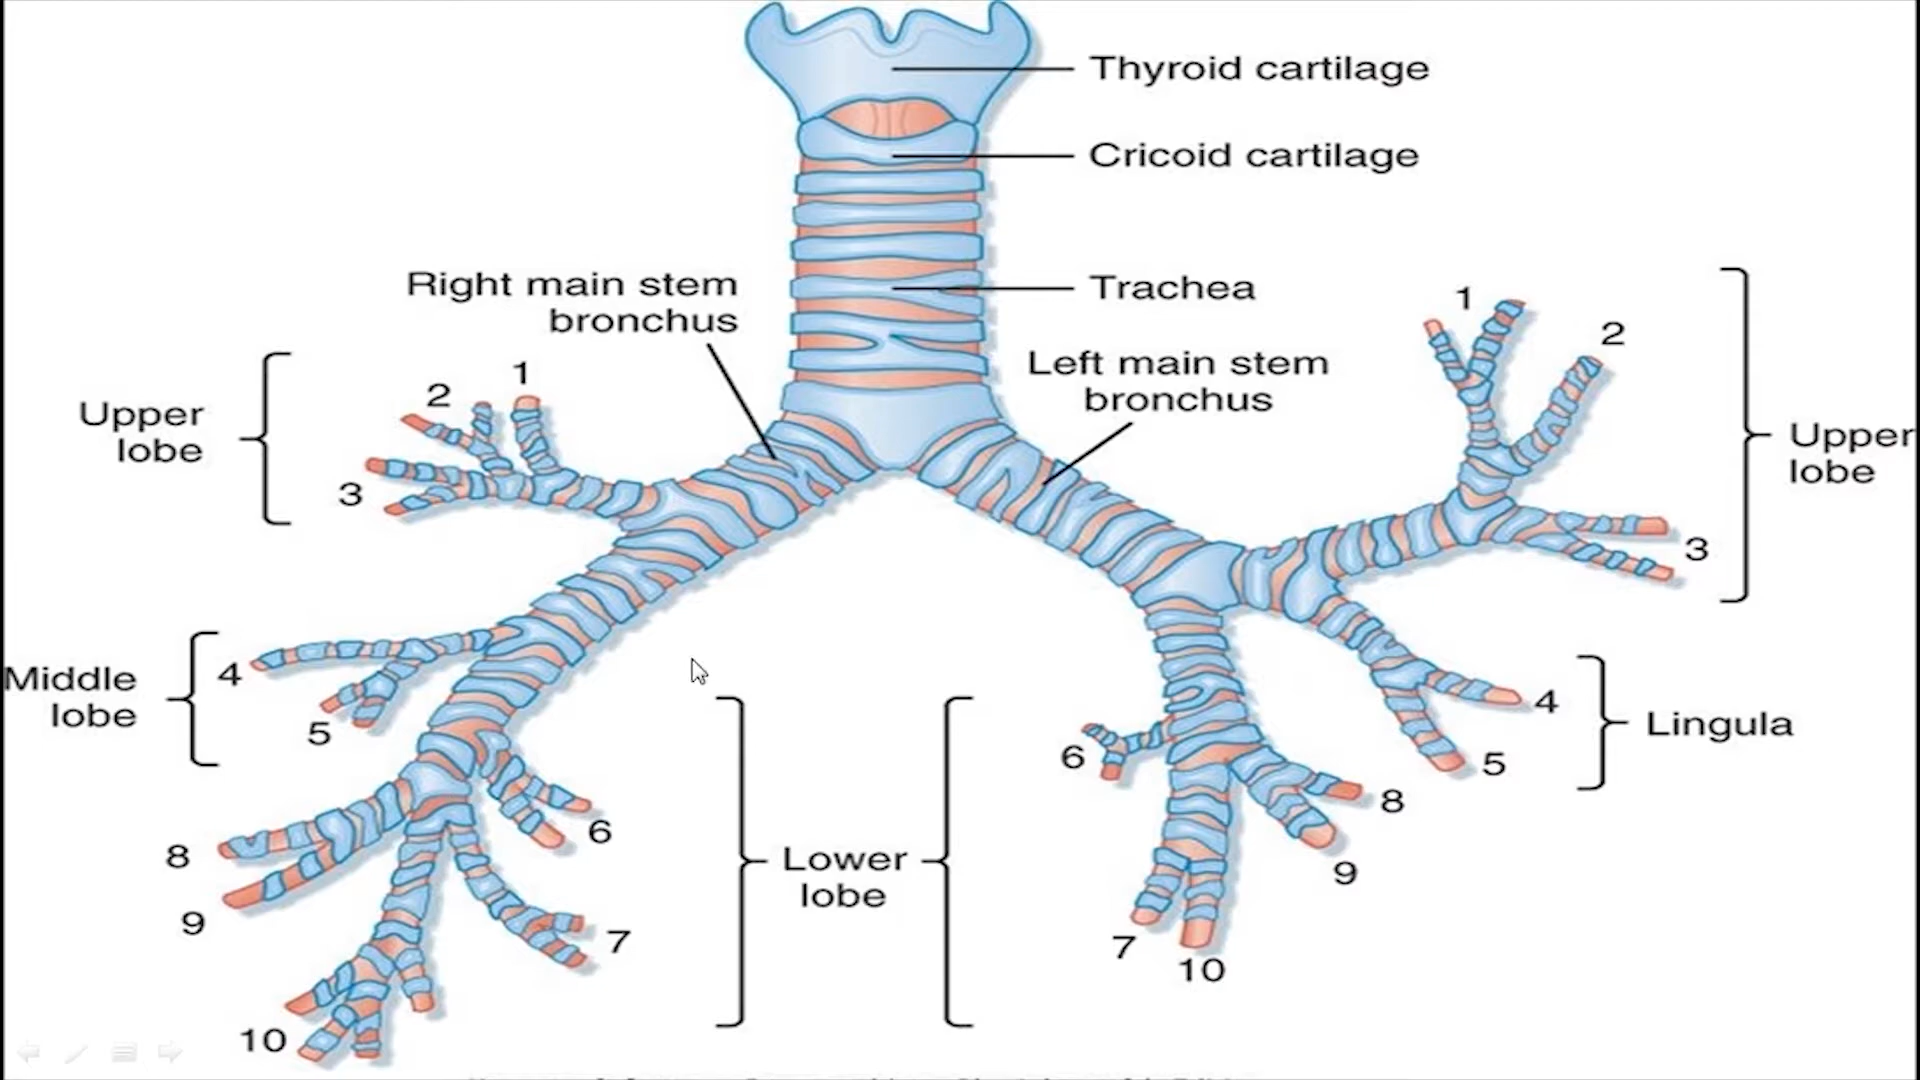 Thyroid cartilage
Cricoid cartilage
Trachea
Right main stem
bronchus
Left main stem
bronchus
Upper
lobe
1
2
3
Middle
lobe
4
5
6
7
8
9
10
Lower
lobe
1
2
3
Upper
lobe
4
5
Lingula
6
7
8
9
10